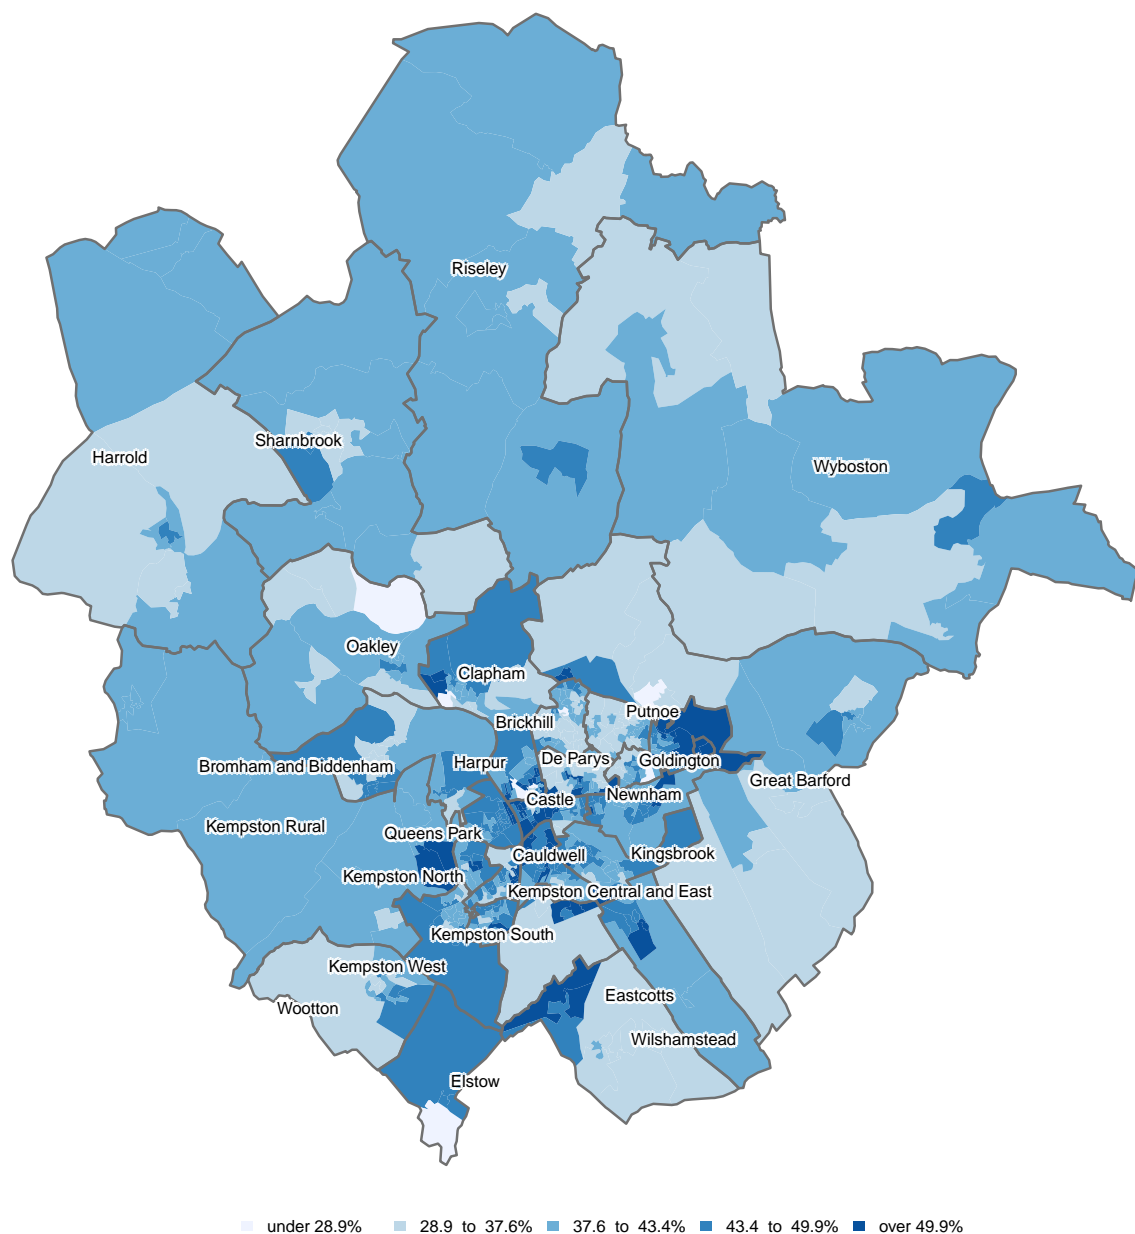 Riseley
Sharnbrook
Harrold
Wyboston
Oakley
Clapham
Putnoe
Brickhill
De Parys
Goldington
Bromham and Biddenham
Harpur
Great Barford
Castle
Newnham
Kempston Rural
Queens Park
Cauldwell
Kingsbrook
Kempston North
Kempston Central and East
Kempston South
Kempston West
Eastcotts
Wootton
Wilshamstead
Elstow
under 28.9% 28.9 to 37.6% 37.6 to 43.4% 43.4 to 49.9% over 49.9%